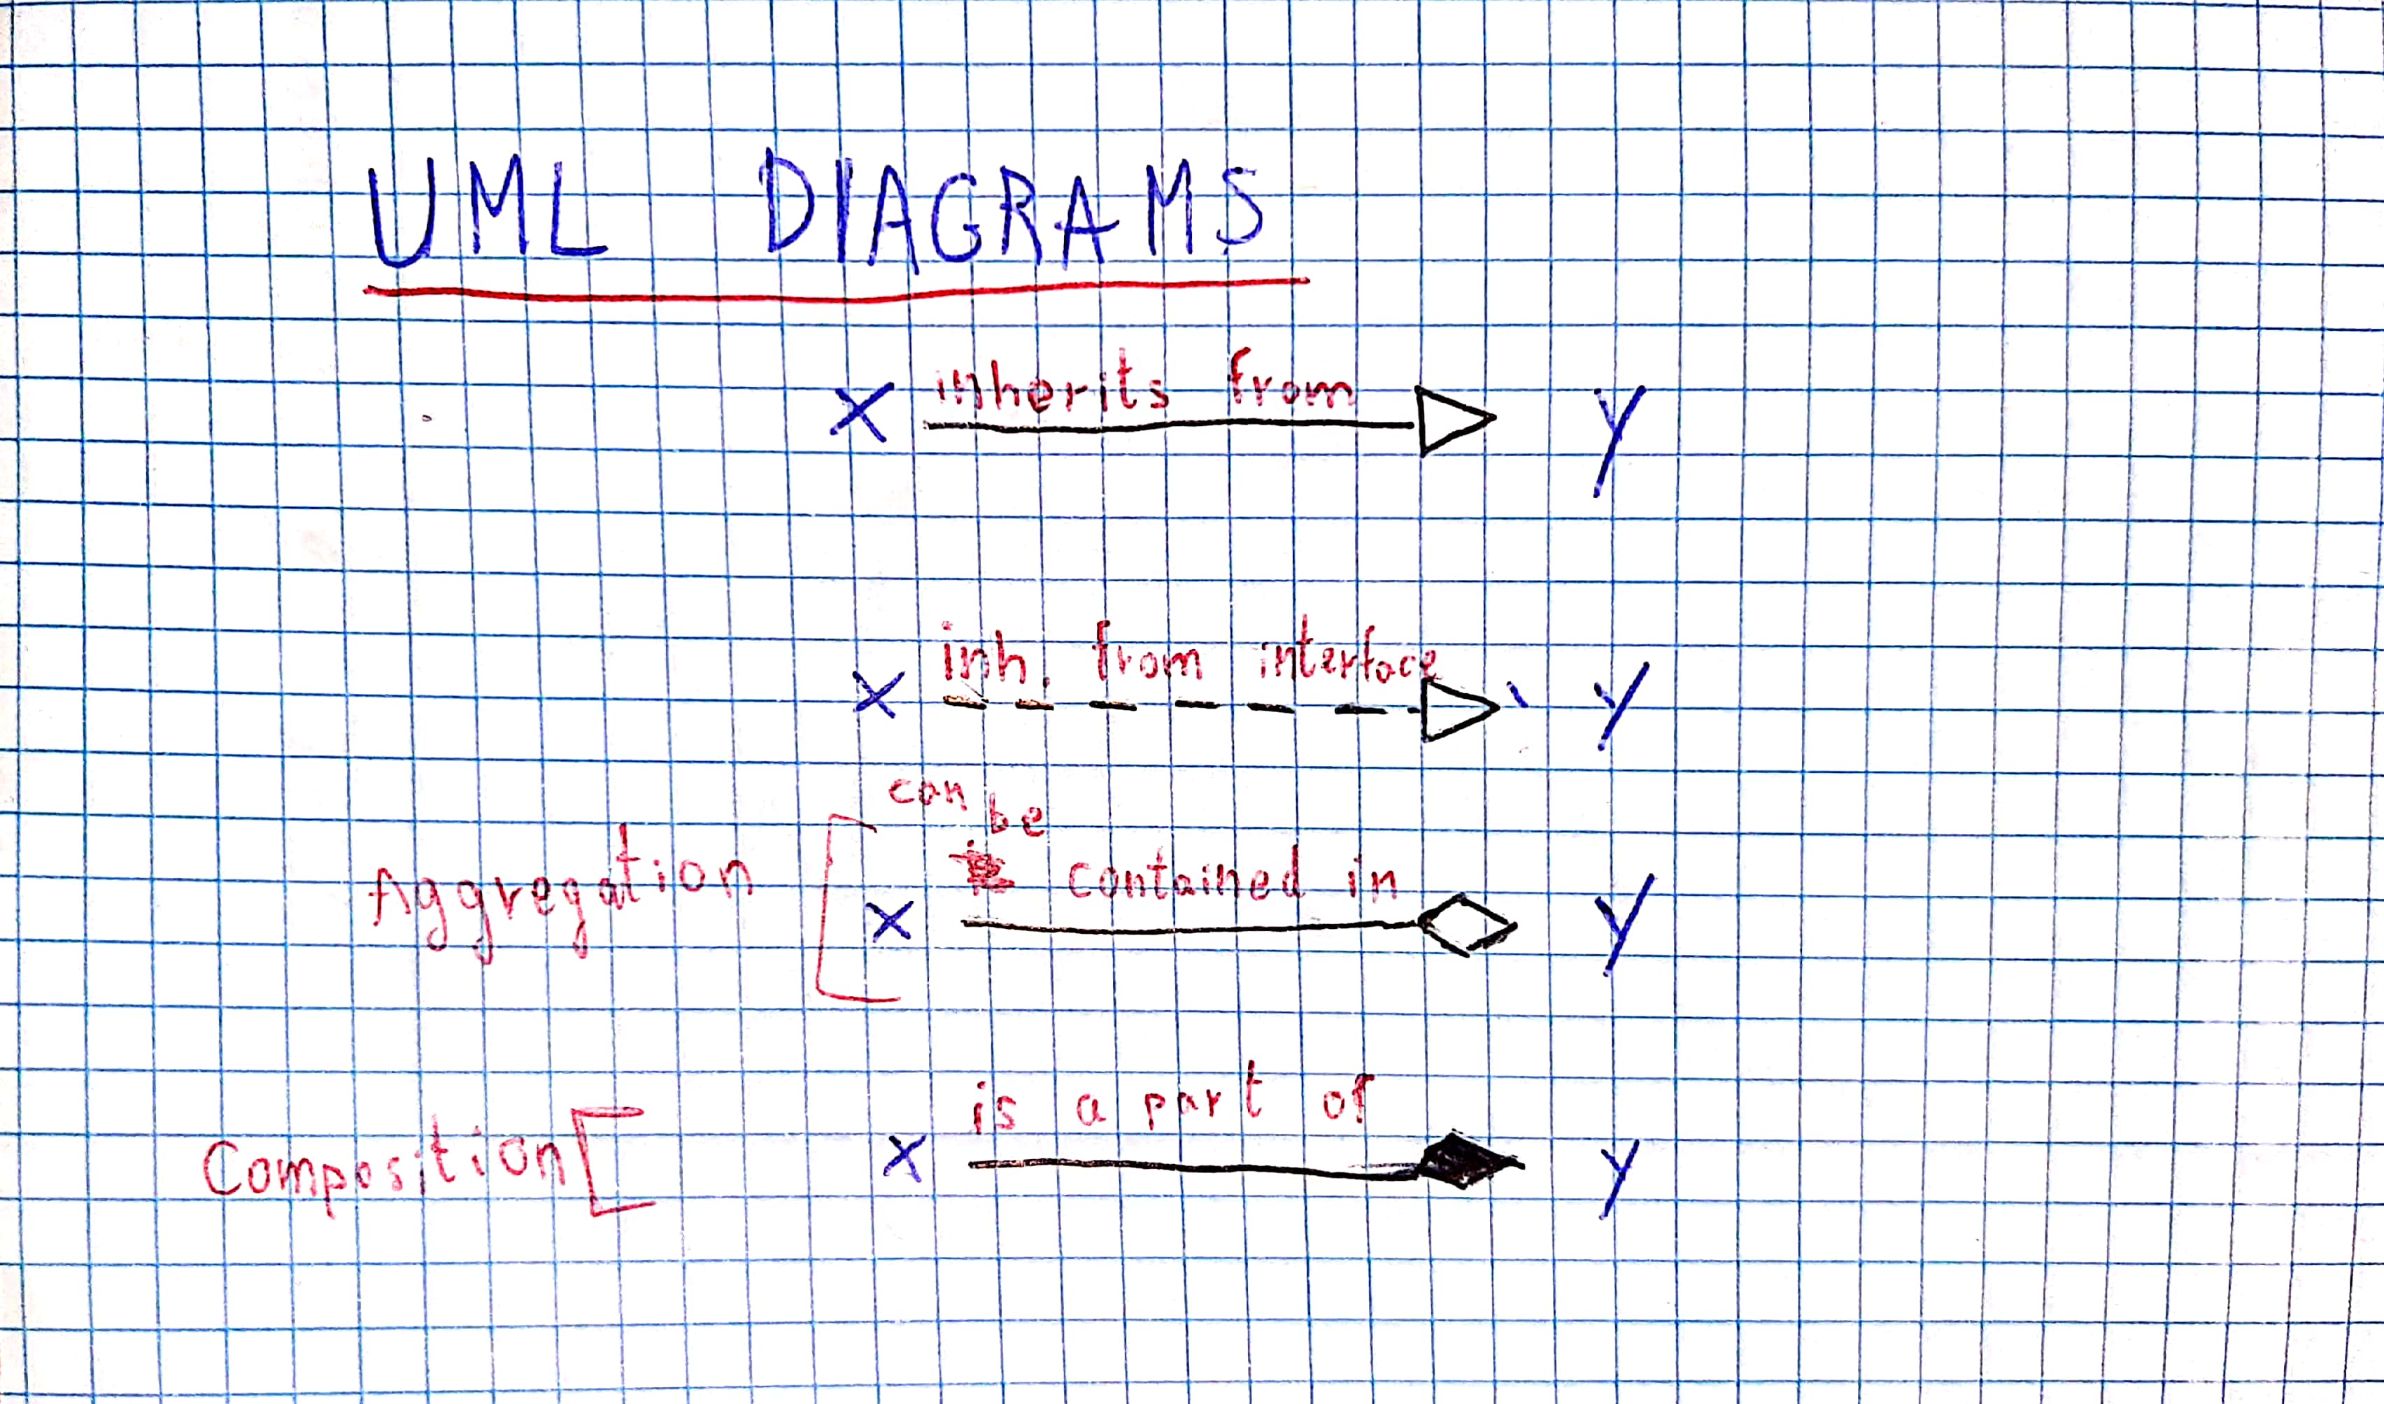 UML DIAGRAMS
X inherits from Y
X inh. from interface Y
can be
Aggregation X contained in Y
is a part of
Composition X Y